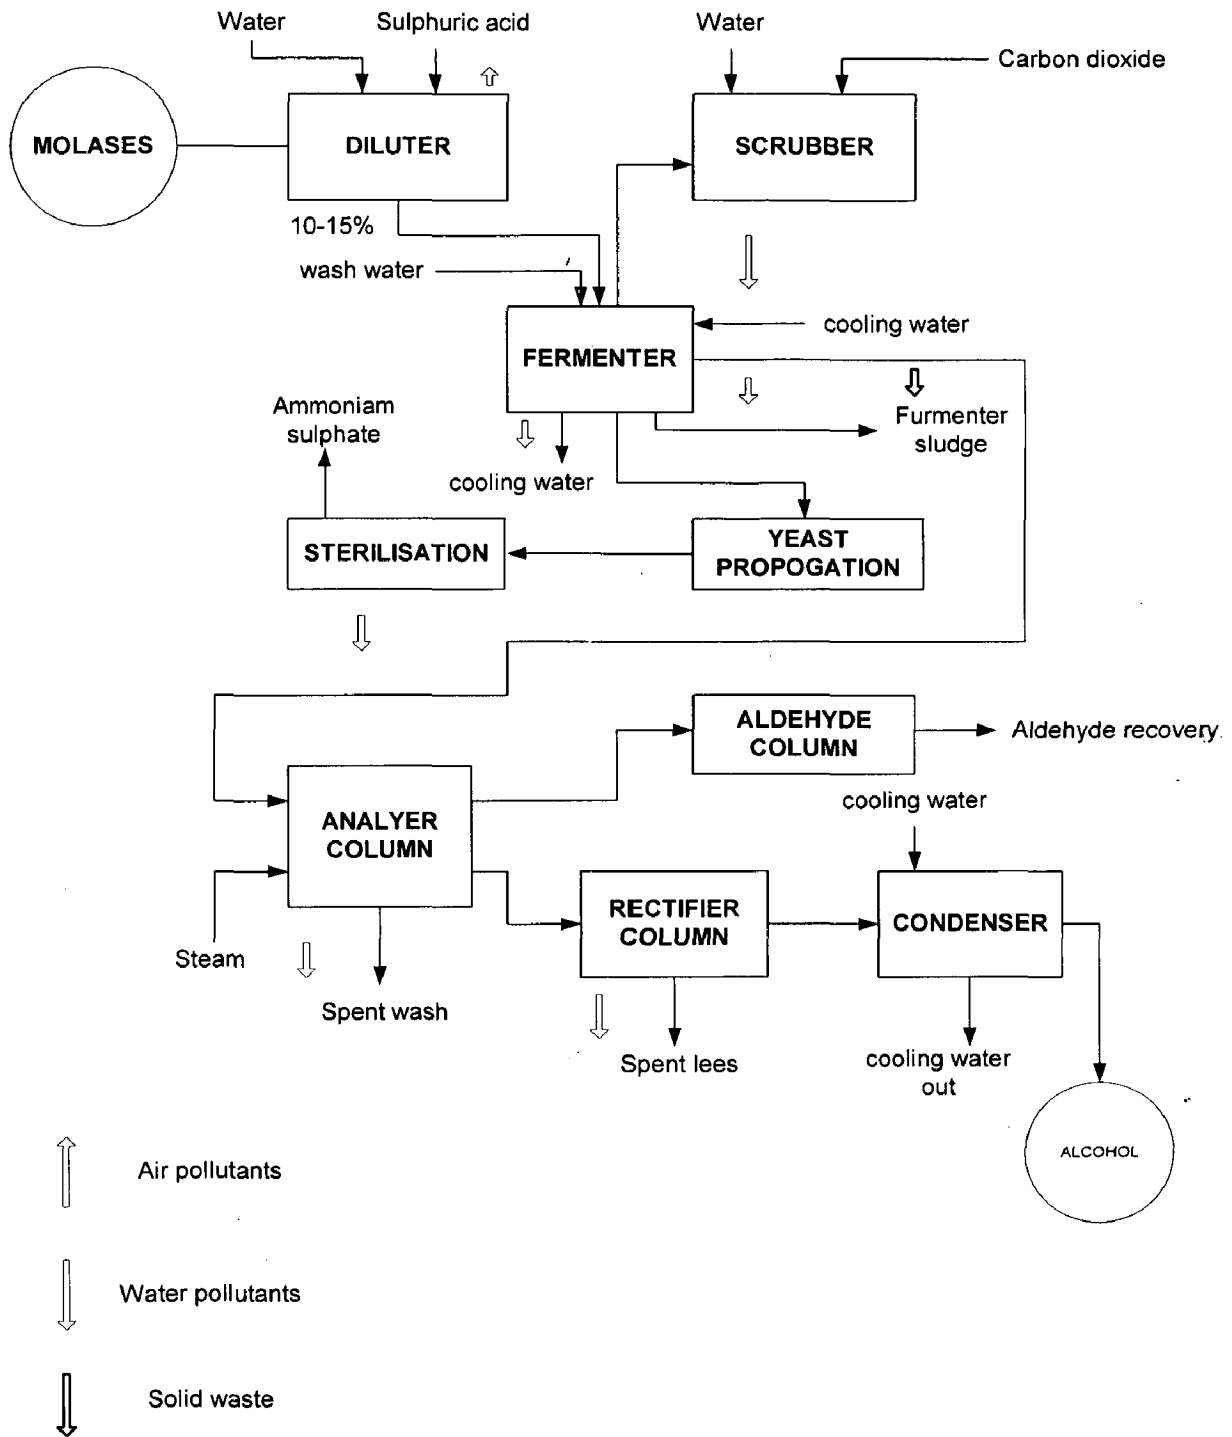 Water
Sulphuric acid
Water
Carbon dioxide
MOLASES
DILUTER
SCRUBBER
10-15%
wash water
cooling water
FERMENTER
Ammoniam
sulphate
Furmenter
sludge
cooling water
STERILISATION
YEAST
PROPOGATION
ALDEHYDE
COLUMN
Aldehyde recovery
cooling water
ANALYER
COLUMN
RECTIFIER
COLUMN
CONDENSER
Steam
Spent wash
Spent lees
cooling water
out
ALCOHOL
Air pollutants
Water pollutants
Solid waste